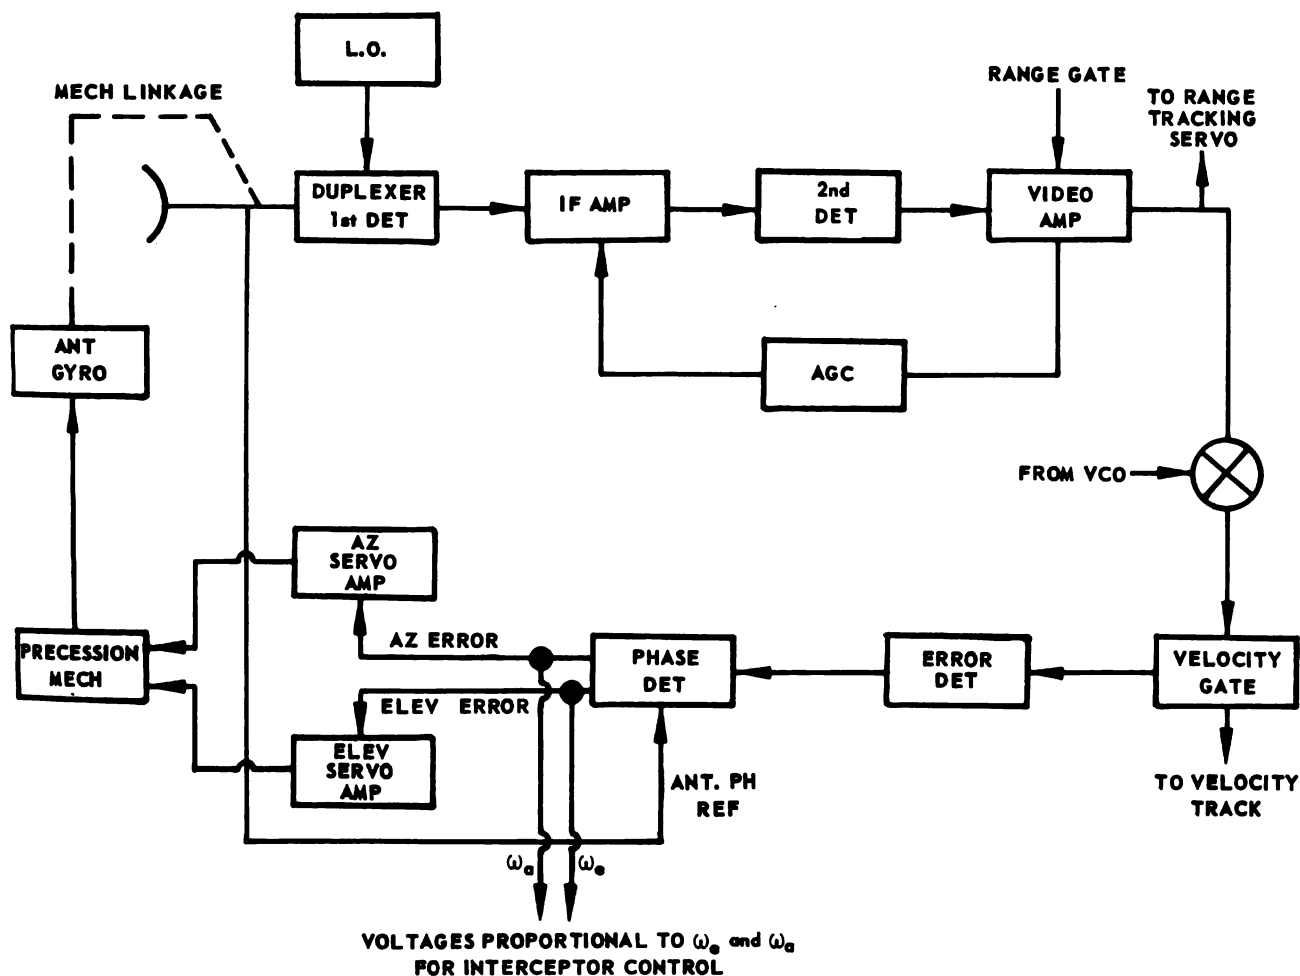 L.O.
MECH LINKAGE
RANGE GATE
TO RANGE
TRACKING
SERVO
DUPLEXER
1st DET
IF AMP
2nd
DET
VIDEO
AMP
ANT
GYRO
AGC
FROM VCO
AZ
SERVO
AMP
AZ ERROR
PRECESSION
MECH
PHASE
DET
ERROR
DET
VELOCITY
GATE
ELEV ERROR
ELEV
SERVO
AMP
ANT. PH
REF
TO VELOCITY
TRACK
ωa ωe
VOLTAGES PROPORTIONAL TO ωe and ωa
FOR INTERCEPTOR CONTROL